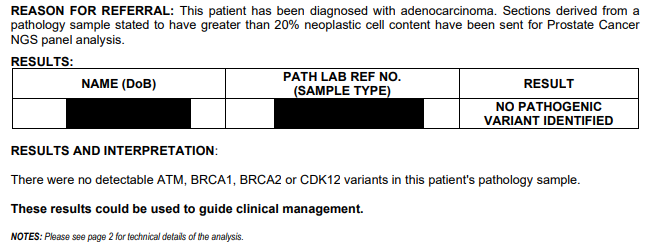 REASON FOR REFERRAL: This patient has been diagnosed with adenocarcinoma. Sections derived from a
pathology sample stated to have greater than 20% neoplastic cell content have been sent for Prostate Cancer
NGS panel analysis.
RESULTS:
NAME (DoB)
PATH LAB REF NO.
(SAMPLE TYPE)
RESULT
NO PATHOGENIC
VARIANT IDENTIFIED
RESULTS AND INTERPRETATION:
There were no detectable ATM, BRCA1, BRCA2 or CDK12 variants in this patient's pathology sample.
These results could be used to guide clinical management.
NOTES: Please see page 2 for technical details of the analysis.